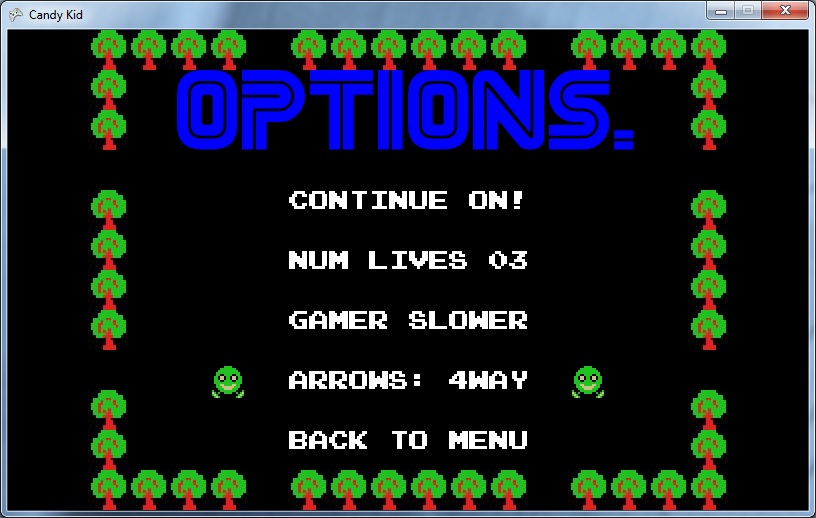 Candy Kid
OPTIONS.
CONTINUE ON!
NUM LIVES 03
GAMER SLOWER
ARROWS: 4WAY
BACK TO MENU